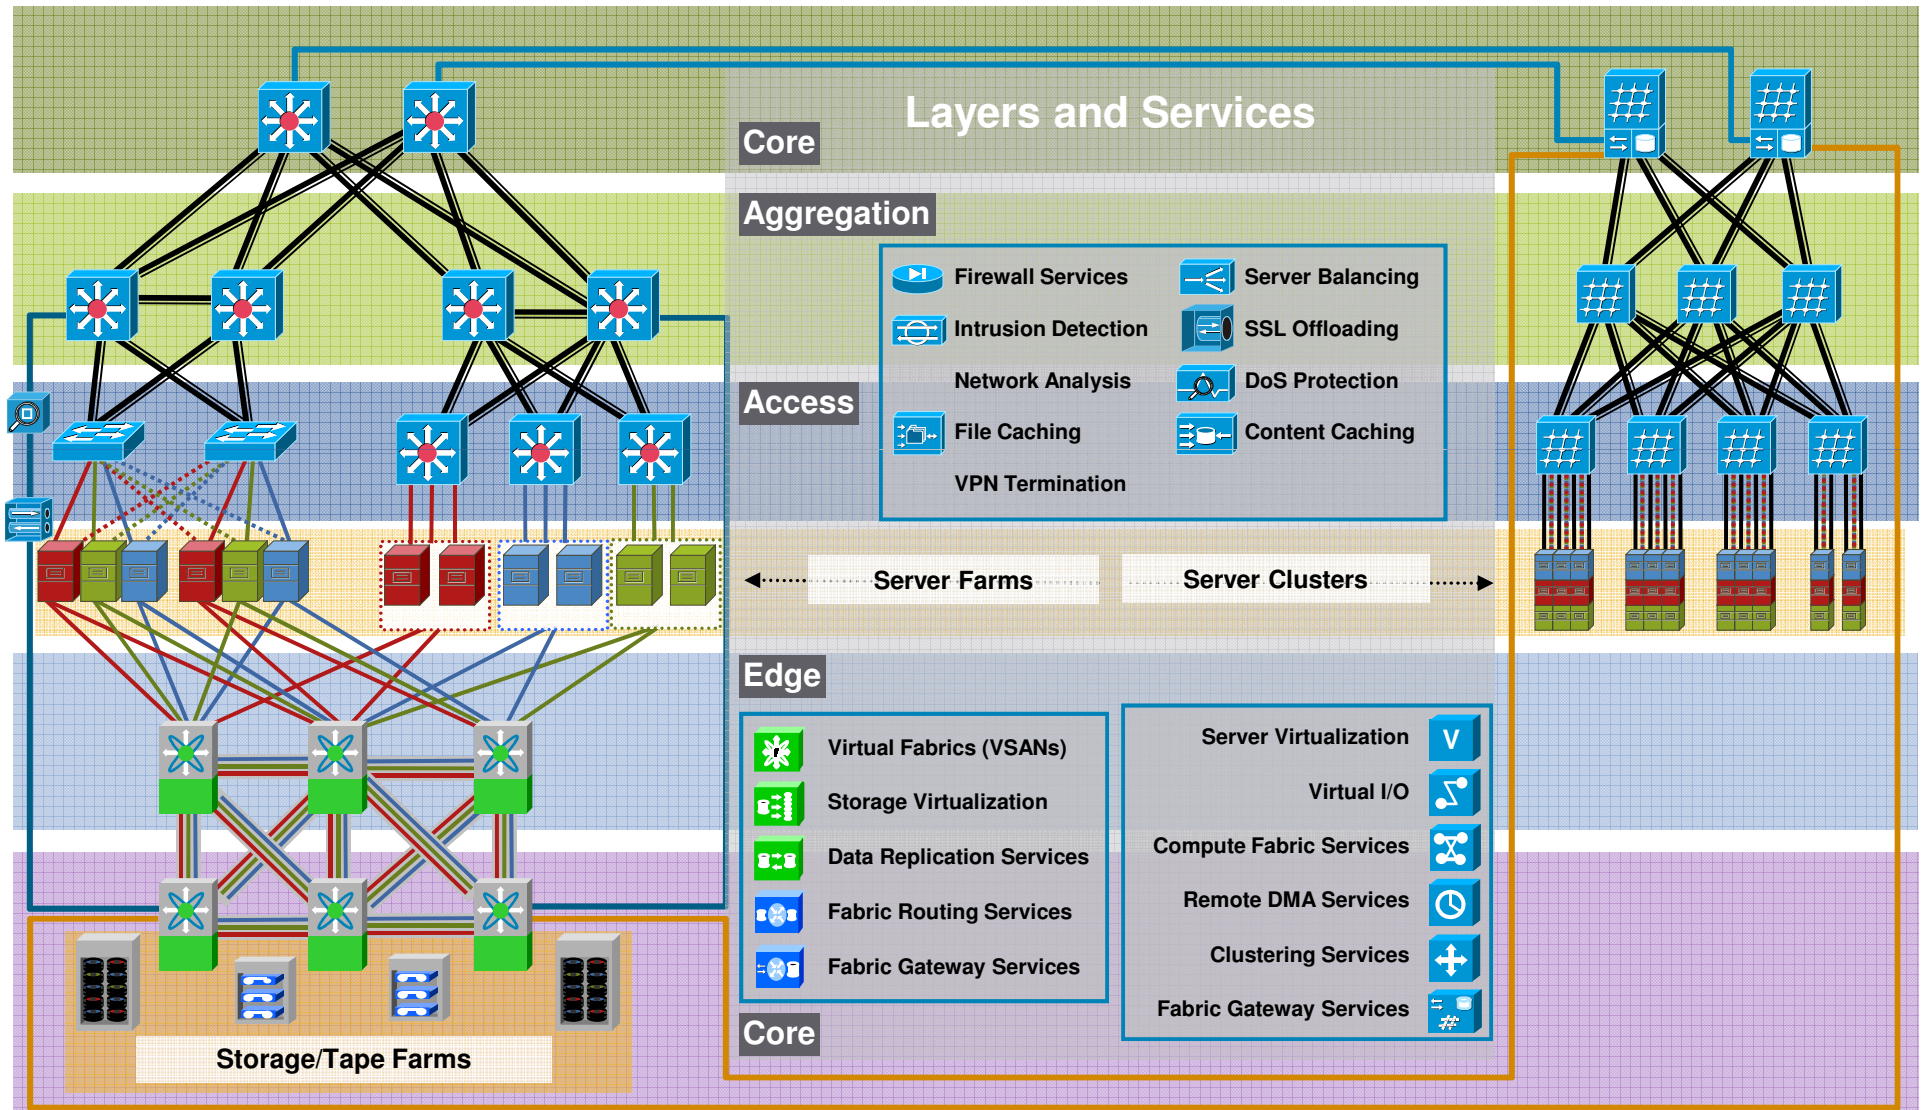 Layers and Services
Core
Aggregation
Firewall Services
Server Balancing
Intrusion Detection
SSL Offloading
Network Analysis
DoS Protection
Access
File Caching
Content Caching
VPN Termination
Server Farms
Server Clusters
Edge
Virtual Fabrics (VSANs)
Storage Virtualization
Data Replication Services
Fabric Routing Services
Fabric Gateway Services
Server Virtualization
V
Virtual I/O
Compute Fabric Services
Remote DMA Services
Clustering Services
Fabric Gateway Services
Core
Storage/Tape Farms